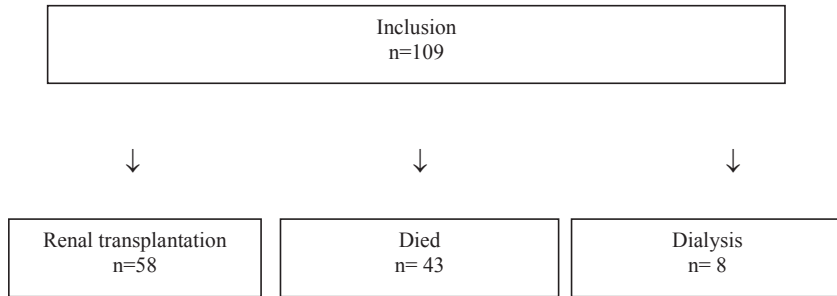 Inclusion
n=109
↓ ↓ ↓
Renal transplantation
n=58
Died
n= 43
Dialysis
n= 8